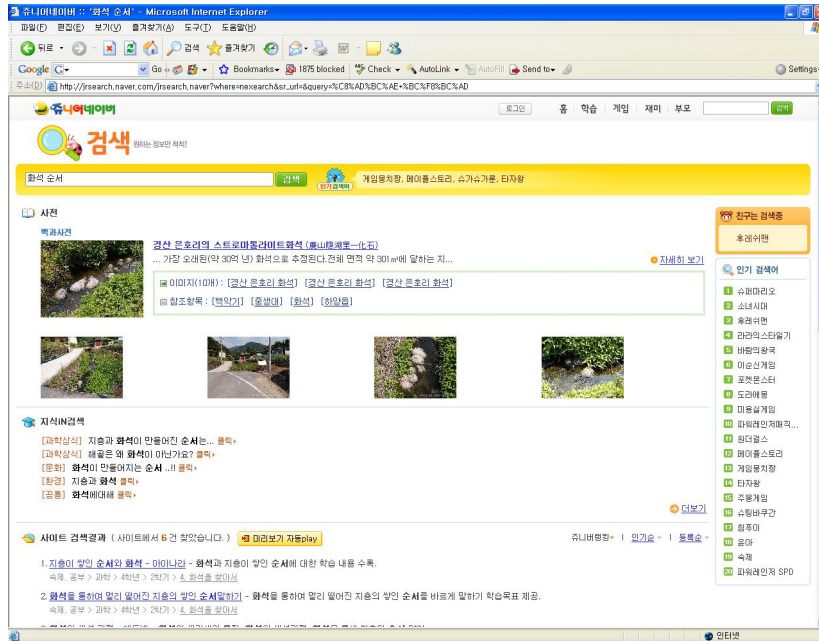 쥬니어네이버 :: '화석 순서' - Microsoft Internet Explorer
파일(F) 편집(E) 보기(V) 즐겨찾기(A) 도구(T) 도움말(H)
뒤로 검색 즐겨찾기
Google G Go Bookmarks 1875 blocked Check AutoLink AutoFill Send to Settings
주소(D) http://jrsearch.naver.com/jrsearch.naver?where=nexearch&sr_url=&query=%C8%AD%BC%AE+%BC%F8%BC%AD
쥬니어네이버 로그인 홈 학습 게임 재미 부모 검색
검색 원하는 정보만 척척!
화석 순서 검색 인기검색어 게임뭉치장, 메이플스토리, 슈가슈가룬, 타자왕
사전
백과사전
경산 은호리의 스트로마톨라이트화석 (慶山隱湖里一化石)
... 가장 오래된(약 30억 년) 화석으로 추정된다.전체 면적 약 301㎡에 달하는 지... 자세히 보기
이미지(10개) : [경산 은호리 화석] [경산 은호리 화석] [경산 은호리 화석]
참조항목 : [백악기] [중생대] [화석] [하양읍]
지식iN검색
[과학상식] 지층과 화석이 만들어진 순서는... 클릭
[과학상식] 해골은 왜 화석이 아닌가요? 클릭
[문화] 화석이 만들어지는 순서 ..!! 클릭
[환경] 지층과 화석 클릭
[공룡] 화석에대해 클릭
더보기
사이트 검색결과 ( 사이트에서 6 건 찾았습니다. ) 미리보기 자동play 쥬니버랭킹 | 인기순 | 등록순
1. 지층이 쌓인 순서와 화석 - 아이나라 - 화석과 지층이 쌓인 순서에 대한 학습 내용 수록.
숙제, 공부 > 과학 > 4학년 > 2학기 > 4. 화석을 찾아서
2. 화석을 통하여 멀리 떨어진 지층의 쌓인 순서말하기 - 화석을 통하여 멀리 떨어진 지층의 쌓인 순서를 바르게 말하기 학습목표 제공.
숙제, 공부 > 과학 > 4학년 > 2학기 > 4. 화석을 찾아서
친구는 검색중
후레쉬맨
인기 검색어
1 슈퍼마리오
2 소녀시대
3 후레쉬맨
4 라라의스타일기
5 바람의왕국
6 이순신게임
7 포켓몬스터
8 도라에몽
9 미용실게임
10 파워레인저매직...
11 원더걸스
12 메이플스토리
13 게임뭉치장
14 타자왕
15 주몽게임
16 슈팅바쿠간
17 험푸이
18 윤아
19 숙제
20 파워레인저 SPD
인터넷